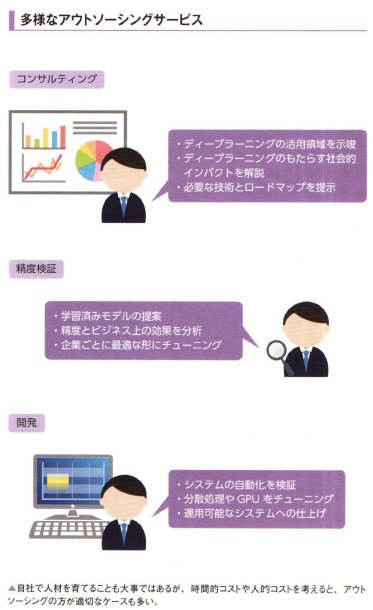 多様なアウトソーシングサービス
コンサルティング
・ディープラーニングの活用領域を示唆
・ディープラーニングのもたらす社会的
インパクトを解説
・必要な技術とロードマップを提示
精度検証
・学習済みモデルの提案
・精度とビジネス上の効果を分析
・企業ごとに最適な形にチューニング
開発
・システムの自動化を検証
・分散処理や GPU をチューニング
・運用可能なシステムへの仕上げ
▲自社で人材を育てることも大事ではあるが、時間的コストや人的コストを考えると、アウト
ソーシングの方が適切なケースも多い。